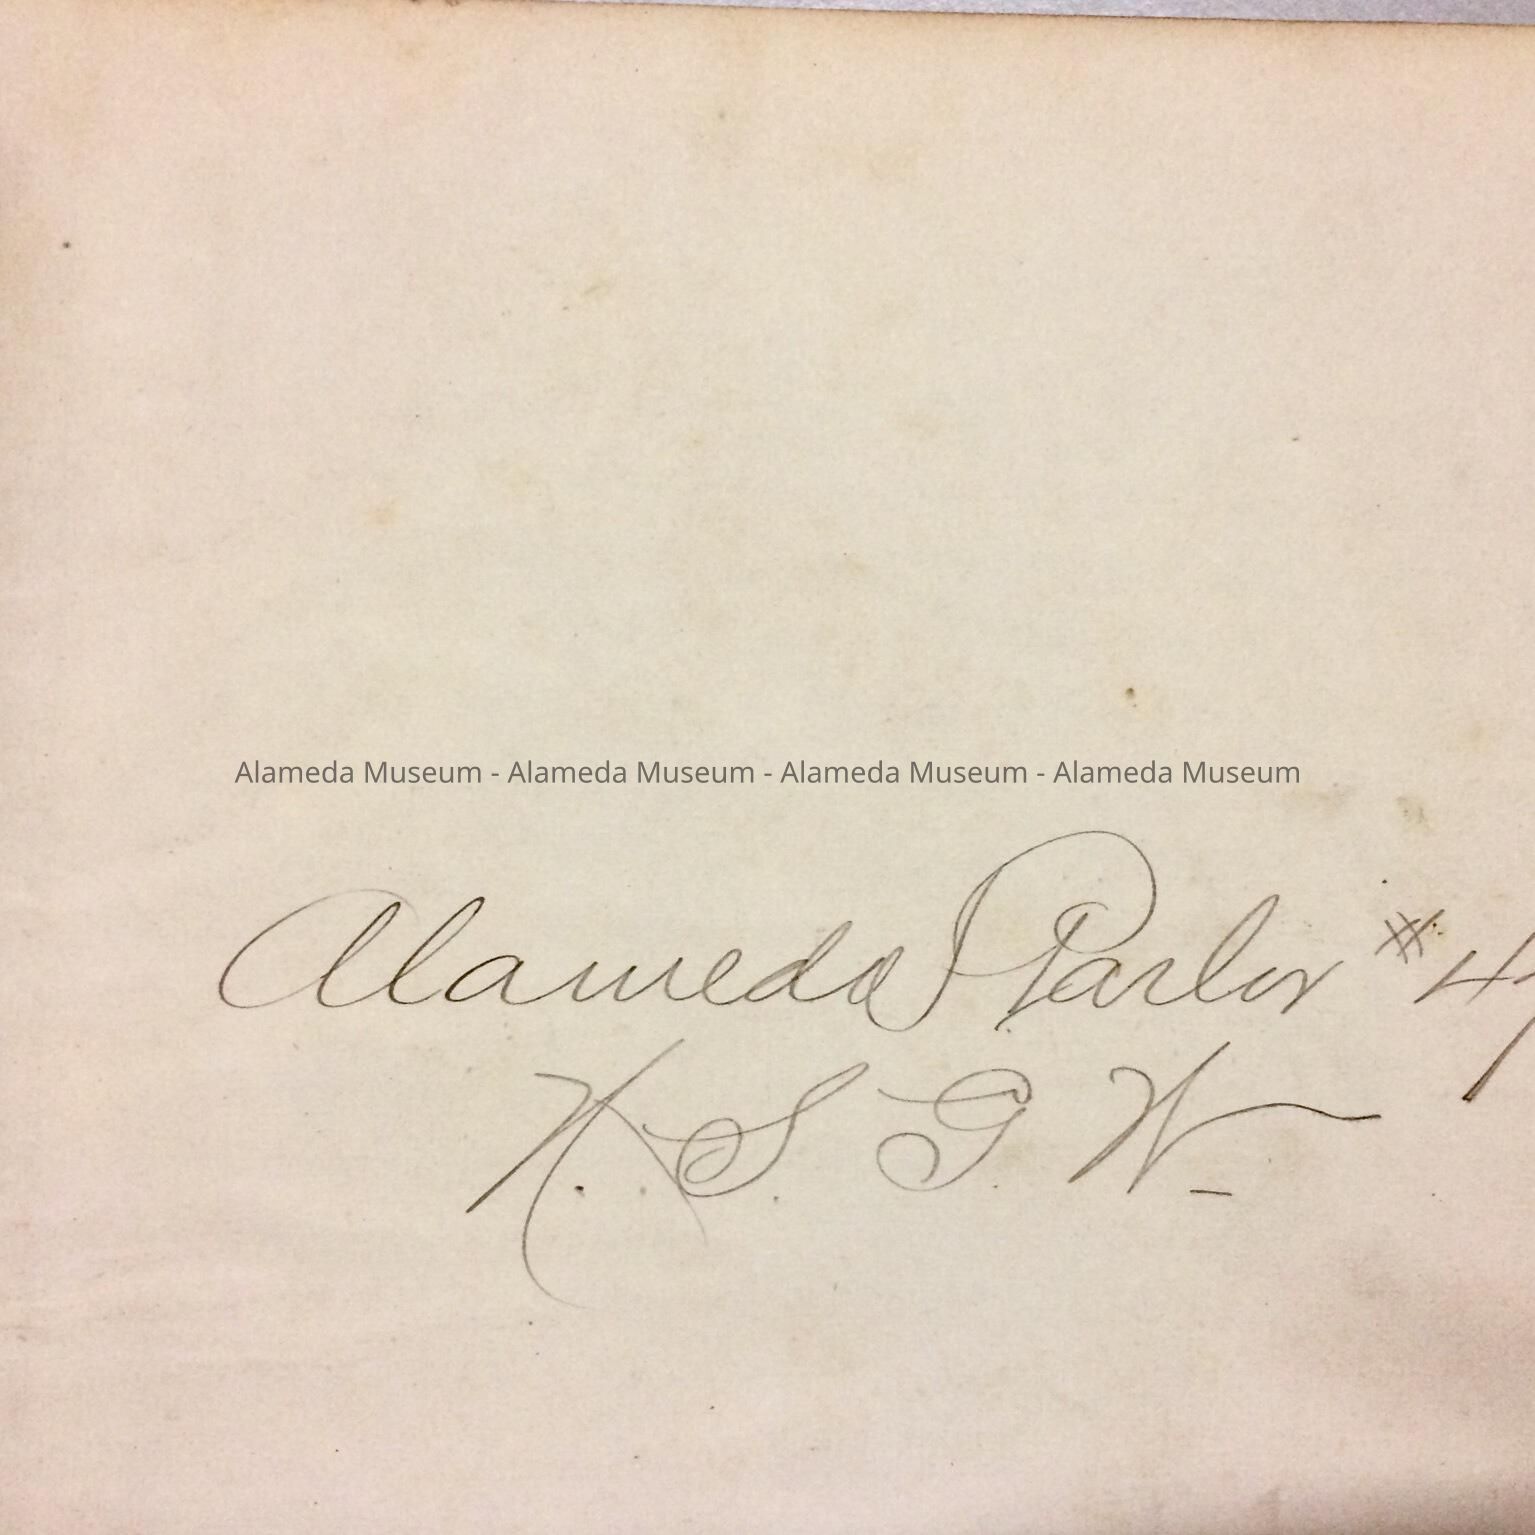 Alameda Museum - Alameda Museum - Alameda Museum - Alameda Museum
Alameda Parlor # 4
N. S. G. W.